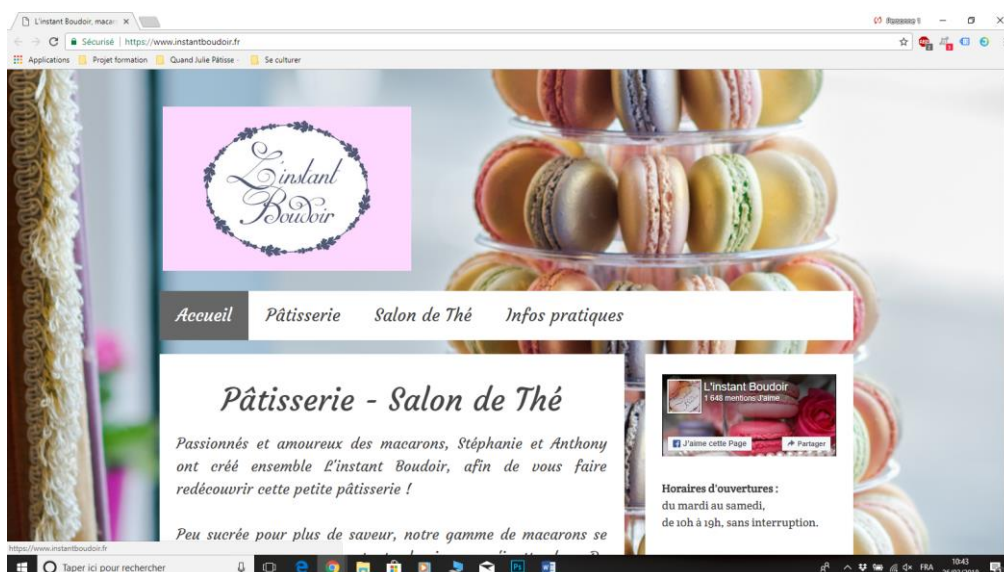 L'instant Boudoir, macar
Sécurisé | https://www.instantboudoir.fr
Applications Projet formation Quand Julie Pâtisse - Se culturer
L'instant
Boudoir
Accueil Pâtisserie Salon de Thé Infos pratiques
Pâtisserie - Salon de Thé
Passionnés et amoureux des macarons, Stéphanie et Anthony
ont créé ensemble L'instant Boudoir, afin de vous faire
redécouvrir cette petite pâtisserie !
Peu sucrée pour plus de saveur, notre gamme de macarons se
L'instant Boudoir
1 648 mentions J'aime
J'aime cette Page Partager
Horaires d'ouvertures :
du mardi au samedi,
de 10h à 19h, sans interruption.
https://www.instantboudoir.fr
Taper ici pour rechercher
FRA 10:43